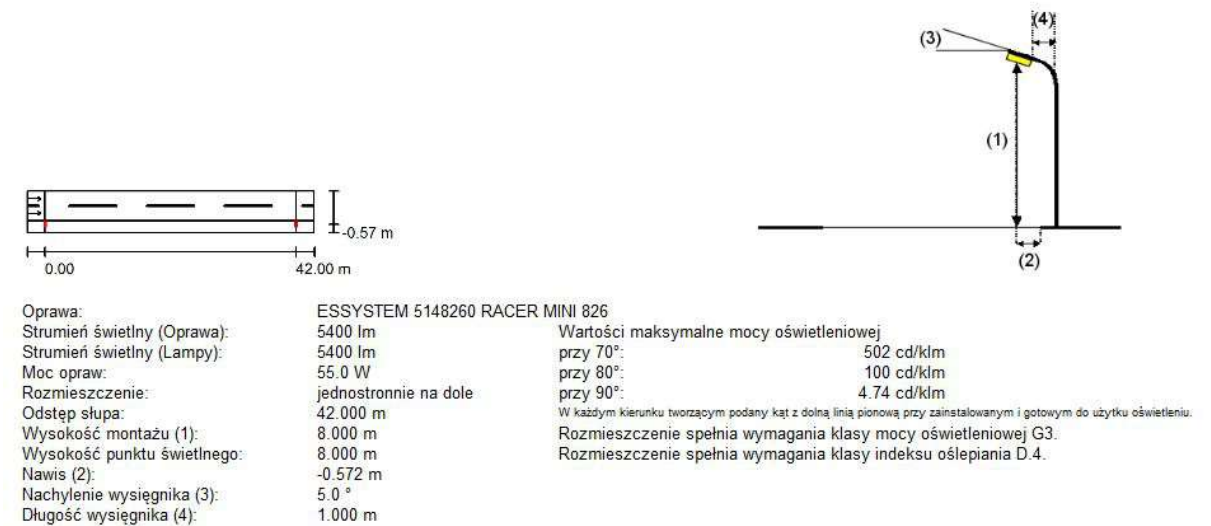 (4)
(3)
(1)
-0.57 m
0.00
42.00 m
(2)
Oprawa: ESSYSTEM 5148260 RACER MINI 826
Strumień świetlny (Oprawa): 5400 lm
Wartości maksymalne mocy oświetleniowej
Strumień świetlny (Lampy): 5400 lm
przy 70°: 502 cd/klm
Moc opraw: 55.0 W
przy 80°: 100 cd/klm
Rozmieszczenie: jednostronnie na dole
przy 90°: 4.74 cd/klm
Odstęp słupa: 42.000 m
W każdym kierunku tworzącym podany kąt z dolną linią pionową przy zainstalowanym i gotowym do użytku oświetleniu.
Wysokość montażu (1): 8.000 m
Rozmieszczenie spełnia wymagania klasy mocy oświetleniowej G3.
Wysokość punktu świetlnego: 8.000 m
Rozmieszczenie spełnia wymagania klasy indeksu oślepiania D.4.
Nawis (2): -0.572 m
Nachylenie wysięgnika (3): 5.0 °
Długość wysięgnika (4): 1.000 m